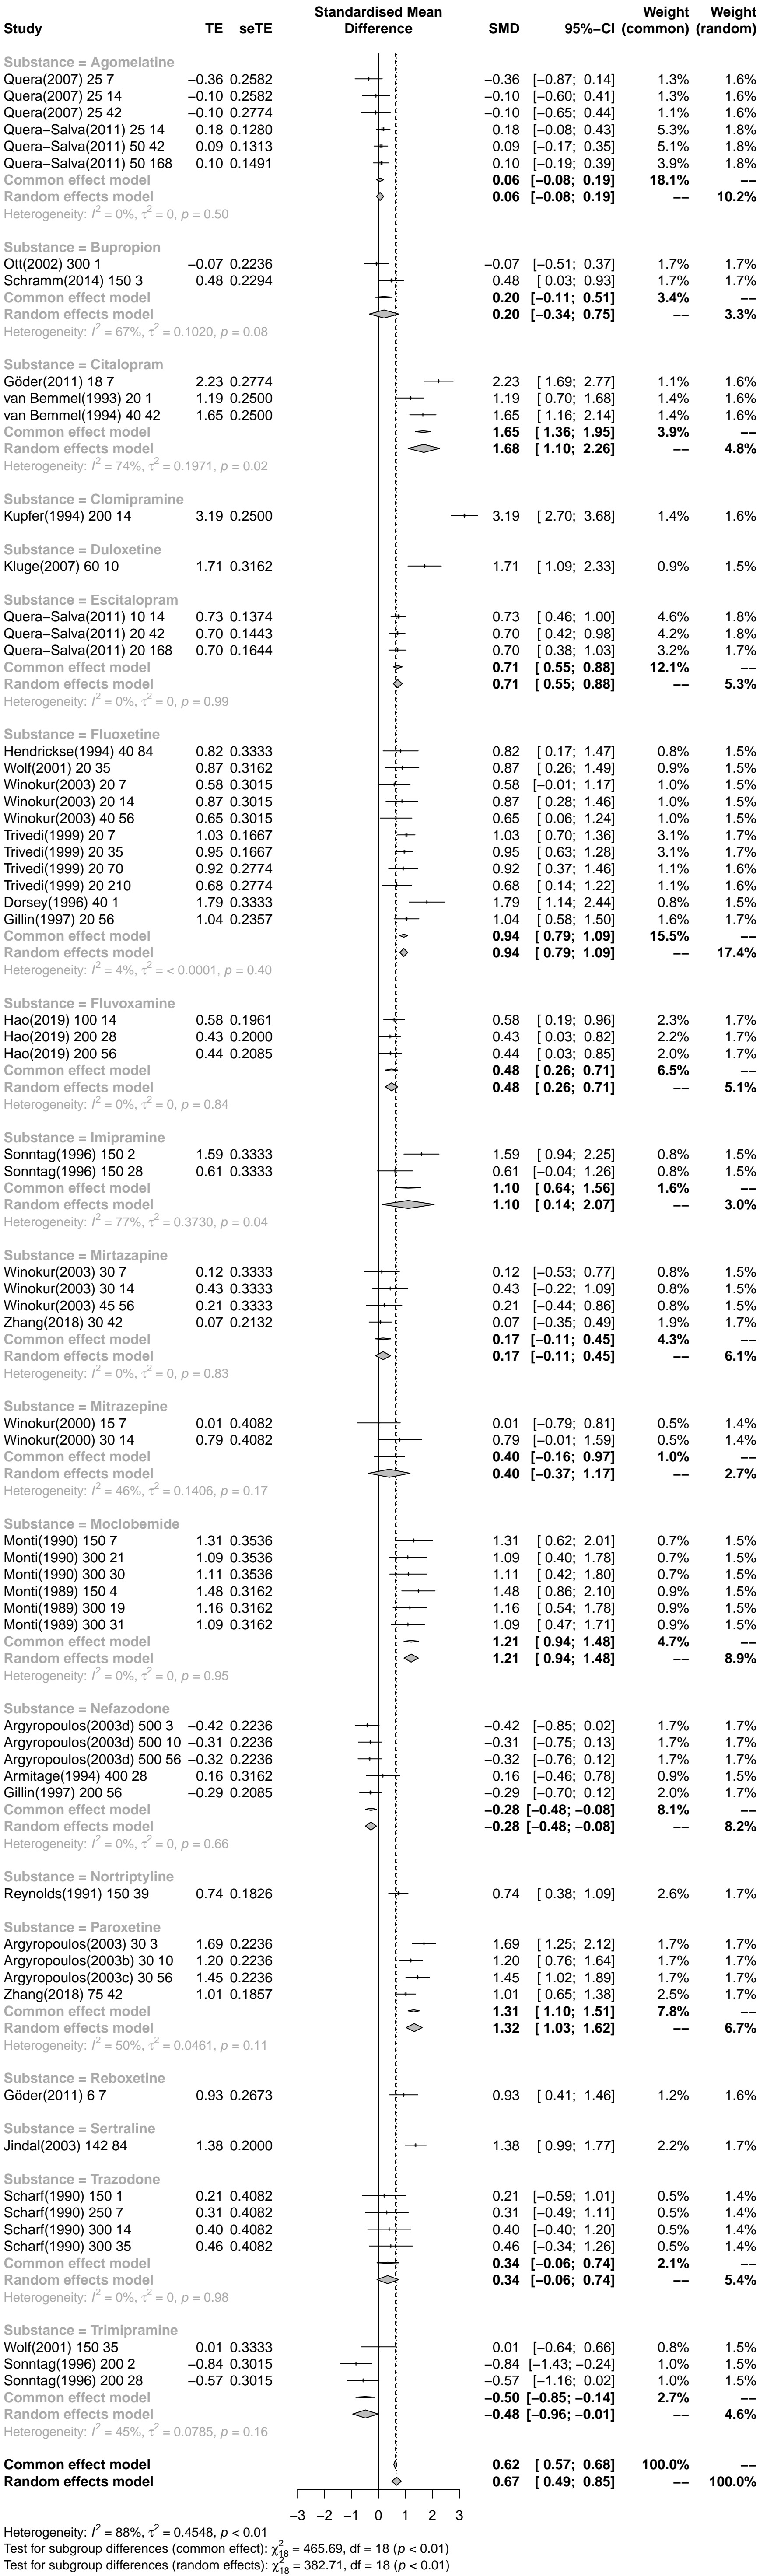 Standardised Mean Weight Weight
Study TE seTE Difference SMD 95%−CI (common) (random)
Substance = Agomelatine
Quera(2007) 25 7 −0.36 0.2582 −0.36 [−0.87; 0.14] 1.3% 1.6%
Quera(2007) 25 14 −0.10 0.2582 −0.10 [−0.60; 0.41] 1.3% 1.6%
Quera(2007) 25 42 −0.10 0.2774 −0.10 [−0.65; 0.44] 1.1% 1.6%
Quera−Salva(2011) 25 14 0.18 0.1280 0.18 [−0.08; 0.43] 5.3% 1.8%
Quera−Salva(2011) 50 42 0.09 0.1313 0.09 [−0.17; 0.35] 5.1% 1.8%
Quera−Salva(2011) 50 168 0.10 0.1491 0.10 [−0.19; 0.39] 3.9% 1.8%
Common effect model 0.06 [−0.08; 0.19] 18.1% −−
Random effects model 0.06 [−0.08; 0.19] −− 10.2%
Heterogeneity: I² = 0%, τ² = 0, p = 0.50
Substance = Bupropion
Ott(2002) 300 1 −0.07 0.2236 −0.07 [−0.51; 0.37] 1.7% 1.7%
Schramm(2014) 150 3 0.48 0.2294 0.48 [ 0.03; 0.93] 1.7% 1.7%
Common effect model 0.20 [−0.11; 0.51] 3.4% −−
Random effects model 0.20 [−0.34; 0.75] −− 3.3%
Heterogeneity: I² = 67%, τ² = 0.1020, p = 0.08
Substance = Citalopram
Göder(2011) 18 7 2.23 0.2774 2.23 [ 1.69; 2.77] 1.1% 1.6%
van Bemmel(1993) 20 1 1.19 0.2500 1.19 [ 0.70; 1.68] 1.4% 1.6%
van Bemmel(1994) 40 42 1.65 0.2500 1.65 [ 1.16; 2.14] 1.4% 1.6%
Common effect model 1.65 [ 1.36; 1.95] 3.9% −−
Random effects model 1.68 [ 1.10; 2.26] −− 4.8%
Heterogeneity: I² = 74%, τ² = 0.1971, p = 0.02
Substance = Clomipramine
Kupfer(1994) 200 14 3.19 0.2500 3.19 [ 2.70; 3.68] 1.4% 1.6%
Substance = Duloxetine
Kluge(2007) 60 10 1.71 0.3162 1.71 [ 1.09; 2.33] 0.9% 1.5%
Substance = Escitalopram
Quera−Salva(2011) 10 14 0.73 0.1374 0.73 [ 0.46; 1.00] 4.6% 1.8%
Quera−Salva(2011) 20 42 0.70 0.1443 0.70 [ 0.42; 0.98] 4.2% 1.8%
Quera−Salva(2011) 20 168 0.70 0.1644 0.70 [ 0.38; 1.03] 3.2% 1.7%
Common effect model 0.71 [ 0.55; 0.88] 12.1% −−
Random effects model 0.71 [ 0.55; 0.88] −− 5.3%
Heterogeneity: I² = 0%, τ² = 0, p = 0.99
Substance = Fluoxetine
Hendrickse(1994) 40 84 0.82 0.3333 0.82 [ 0.17; 1.47] 0.8% 1.5%
Wolf(2001) 20 35 0.87 0.3162 0.87 [ 0.26; 1.49] 0.9% 1.5%
Winokur(2003) 20 7 0.58 0.3015 0.58 [−0.01; 1.17] 1.0% 1.5%
Winokur(2003) 20 14 0.87 0.3015 0.87 [ 0.28; 1.46] 1.0% 1.5%
Winokur(2003) 40 56 0.65 0.3015 0.65 [ 0.06; 1.24] 1.0% 1.5%
Trivedi(1999) 20 7 1.03 0.1667 1.03 [ 0.70; 1.36] 3.1% 1.7%
Trivedi(1999) 20 35 0.95 0.1667 0.95 [ 0.63; 1.28] 3.1% 1.7%
Trivedi(1999) 20 70 0.92 0.2774 0.92 [ 0.37; 1.46] 1.1% 1.6%
Trivedi(1999) 20 210 0.68 0.2774 0.68 [ 0.14; 1.22] 1.1% 1.6%
Dorsey(1996) 40 1 1.79 0.3333 1.79 [ 1.14; 2.44] 0.8% 1.5%
Gillin(1997) 20 56 1.04 0.2357 1.04 [ 0.58; 1.50] 1.6% 1.7%
Common effect model 0.94 [ 0.79; 1.09] 15.5% −−
Random effects model 0.94 [ 0.79; 1.09] −− 17.4%
Heterogeneity: I² = 4%, τ² = < 0.0001, p = 0.40
Substance = Fluvoxamine
Hao(2019) 100 14 0.58 0.1961 0.58 [ 0.19; 0.96] 2.3% 1.7%
Hao(2019) 200 28 0.43 0.2000 0.43 [ 0.03; 0.82] 2.2% 1.7%
Hao(2019) 200 56 0.44 0.2085 0.44 [ 0.03; 0.85] 2.0% 1.7%
Common effect model 0.48 [ 0.26; 0.71] 6.5% −−
Random effects model 0.48 [ 0.26; 0.71] −− 5.1%
Heterogeneity: I² = 0%, τ² = 0, p = 0.84
Substance = Imipramine
Sonntag(1996) 150 2 1.59 0.3333 1.59 [ 0.94; 2.25] 0.8% 1.5%
Sonntag(1996) 150 28 0.61 0.3333 0.61 [−0.04; 1.26] 0.8% 1.5%
Common effect model 1.10 [ 0.64; 1.56] 1.6% −−
Random effects model 1.10 [ 0.14; 2.07] −− 3.0%
Heterogeneity: I² = 77%, τ² = 0.3730, p = 0.04
Substance = Mirtazapine
Winokur(2003) 30 7 0.12 0.3333 0.12 [−0.53; 0.77] 0.8% 1.5%
Winokur(2003) 30 14 0.43 0.3333 0.43 [−0.22; 1.09] 0.8% 1.5%
Winokur(2003) 45 56 0.21 0.3333 0.21 [−0.44; 0.86] 0.8% 1.5%
Zhang(2018) 30 42 0.07 0.2132 0.07 [−0.35; 0.49] 1.9% 1.7%
Common effect model 0.17 [−0.11; 0.45] 4.3% −−
Random effects model 0.17 [−0.11; 0.45] −− 6.1%
Heterogeneity: I² = 0%, τ² = 0, p = 0.83
Substance = Mitrazepine
Winokur(2000) 15 7 0.01 0.4082 0.01 [−0.79; 0.81] 0.5% 1.4%
Winokur(2000) 30 14 0.79 0.4082 0.79 [−0.01; 1.59] 0.5% 1.4%
Common effect model 0.40 [−0.16; 0.97] 1.0% −−
Random effects model 0.40 [−0.37; 1.17] −− 2.7%
Heterogeneity: I² = 46%, τ² = 0.1406, p = 0.17
Substance = Moclobemide
Monti(1990) 150 7 1.31 0.3536 1.31 [ 0.62; 2.01] 0.7% 1.5%
Monti(1990) 300 21 1.09 0.3536 1.09 [ 0.40; 1.78] 0.7% 1.5%
Monti(1990) 300 30 1.11 0.3536 1.11 [ 0.42; 1.80] 0.7% 1.5%
Monti(1989) 150 4 1.48 0.3162 1.48 [ 0.86; 2.10] 0.9% 1.5%
Monti(1989) 300 19 1.16 0.3162 1.16 [ 0.54; 1.78] 0.9% 1.5%
Monti(1989) 300 31 1.09 0.3162 1.09 [ 0.47; 1.71] 0.9% 1.5%
Common effect model 1.21 [ 0.94; 1.48] 4.7% −−
Random effects model 1.21 [ 0.94; 1.48] −− 8.9%
Heterogeneity: I² = 0%, τ² = 0, p = 0.95
Substance = Nefazodone
Argyropoulos(2003d) 500 3 −0.42 0.2236 −0.42 [−0.85; 0.02] 1.7% 1.7%
Argyropoulos(2003d) 500 10 −0.31 0.2236 −0.31 [−0.75; 0.13] 1.7% 1.7%
Argyropoulos(2003d) 500 56 −0.32 0.2236 −0.32 [−0.76; 0.12] 1.7% 1.7%
Armitage(1994) 400 28 0.16 0.3162 0.16 [−0.46; 0.78] 0.9% 1.5%
Gillin(1997) 200 56 −0.29 0.2085 −0.29 [−0.70; 0.12] 2.0% 1.7%
Common effect model −0.28 [−0.48; −0.08] 8.1% −−
Random effects model −0.28 [−0.48; −0.08] −− 8.2%
Heterogeneity: I² = 0%, τ² = 0, p = 0.66
Substance = Nortriptyline
Reynolds(1991) 150 39 0.74 0.1826 0.74 [ 0.38; 1.09] 2.6% 1.7%
Substance = Paroxetine
Argyropoulos(2003) 30 3 1.69 0.2236 1.69 [ 1.25; 2.12] 1.7% 1.7%
Argyropoulos(2003b) 30 10 1.20 0.2236 1.20 [ 0.76; 1.64] 1.7% 1.7%
Argyropoulos(2003c) 30 56 1.45 0.2236 1.45 [ 1.02; 1.89] 1.7% 1.7%
Zhang(2018) 75 42 1.01 0.1857 1.01 [ 0.65; 1.38] 2.5% 1.7%
Common effect model 1.31 [ 1.10; 1.51] 7.8% −−
Random effects model 1.32 [ 1.03; 1.62] −− 6.7%
Heterogeneity: I² = 50%, τ² = 0.0461, p = 0.11
Substance = Reboxetine
Göder(2011) 6 7 0.93 0.2673 0.93 [ 0.41; 1.46] 1.2% 1.6%
Substance = Sertraline
Jindal(2003) 142 84 1.38 0.2000 1.38 [ 0.99; 1.77] 2.2% 1.7%
Substance = Trazodone
Scharf(1990) 150 1 0.21 0.4082 0.21 [−0.59; 1.01] 0.5% 1.4%
Scharf(1990) 250 7 0.31 0.4082 0.31 [−0.49; 1.11] 0.5% 1.4%
Scharf(1990) 300 14 0.40 0.4082 0.40 [−0.40; 1.20] 0.5% 1.4%
Scharf(1990) 300 35 0.46 0.4082 0.46 [−0.34; 1.26] 0.5% 1.4%
Common effect model 0.34 [−0.06; 0.74] 2.1% −−
Random effects model 0.34 [−0.06; 0.74] −− 5.4%
Heterogeneity: I² = 0%, τ² = 0, p = 0.98
Substance = Trimipramine
Wolf(2001) 150 35 0.01 0.3333 0.01 [−0.64; 0.66] 0.8% 1.5%
Sonntag(1996) 200 2 −0.84 0.3015 −0.84 [−1.43; −0.24] 1.0% 1.5%
Sonntag(1996) 200 28 −0.57 0.3015 −0.57 [−1.16; 0.02] 1.0% 1.5%
Common effect model −0.50 [−0.85; −0.14] 2.7% −−
Random effects model −0.48 [−0.96; −0.01] −− 4.6%
Heterogeneity: I² = 45%, τ² = 0.0785, p = 0.16
Common effect model 0.62 [ 0.57; 0.68] 100.0% −−
Random effects model 0.67 [ 0.49; 0.85] −− 100.0%
−3 −2 −1 0 1 2 3
Heterogeneity: I² = 88%, τ² = 0.4548, p < 0.01
Test for subgroup differences (common effect): χ²₁₈ = 465.69, df = 18 (p < 0.01)
Test for subgroup differences (random effects): χ²₁₈ = 382.71, df = 18 (p < 0.01)